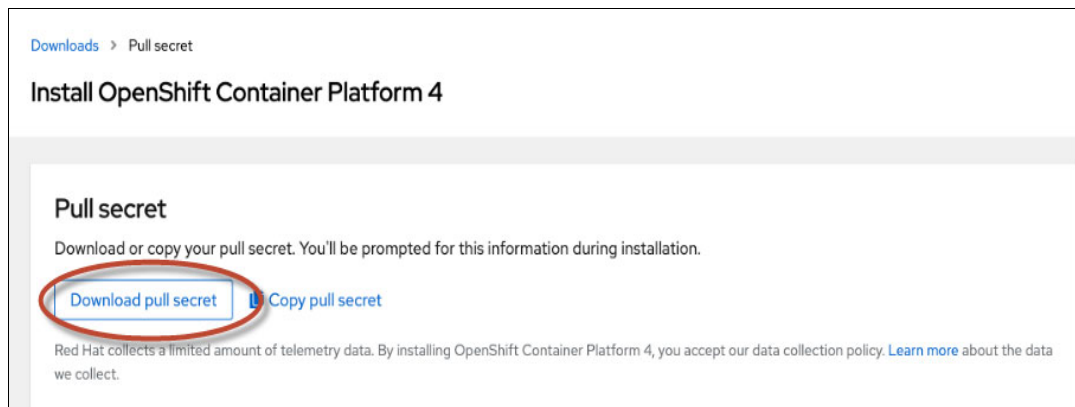 Downloads > Pull secret
Install OpenShift Container Platform 4
Pull secret
Download or copy your pull secret. You'll be prompted for this information during installation.
Download pull secret Copy pull secret
Red Hat collects a limited amount of telemetry data. By installing OpenShift Container Platform 4, you accept our data collection policy. Learn more about the data
we collect.